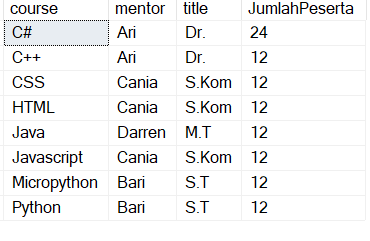 course mentor title JumlahPeserta
C# Ari Dr. 24
C++ Ari Dr. 12
CSS Cania S.Kom 12
HTML Cania S.Kom 12
Java Darren M.T 12
Javascript Cania S.Kom 12
Micropython Bari S.T 12
Python Bari S.T 12